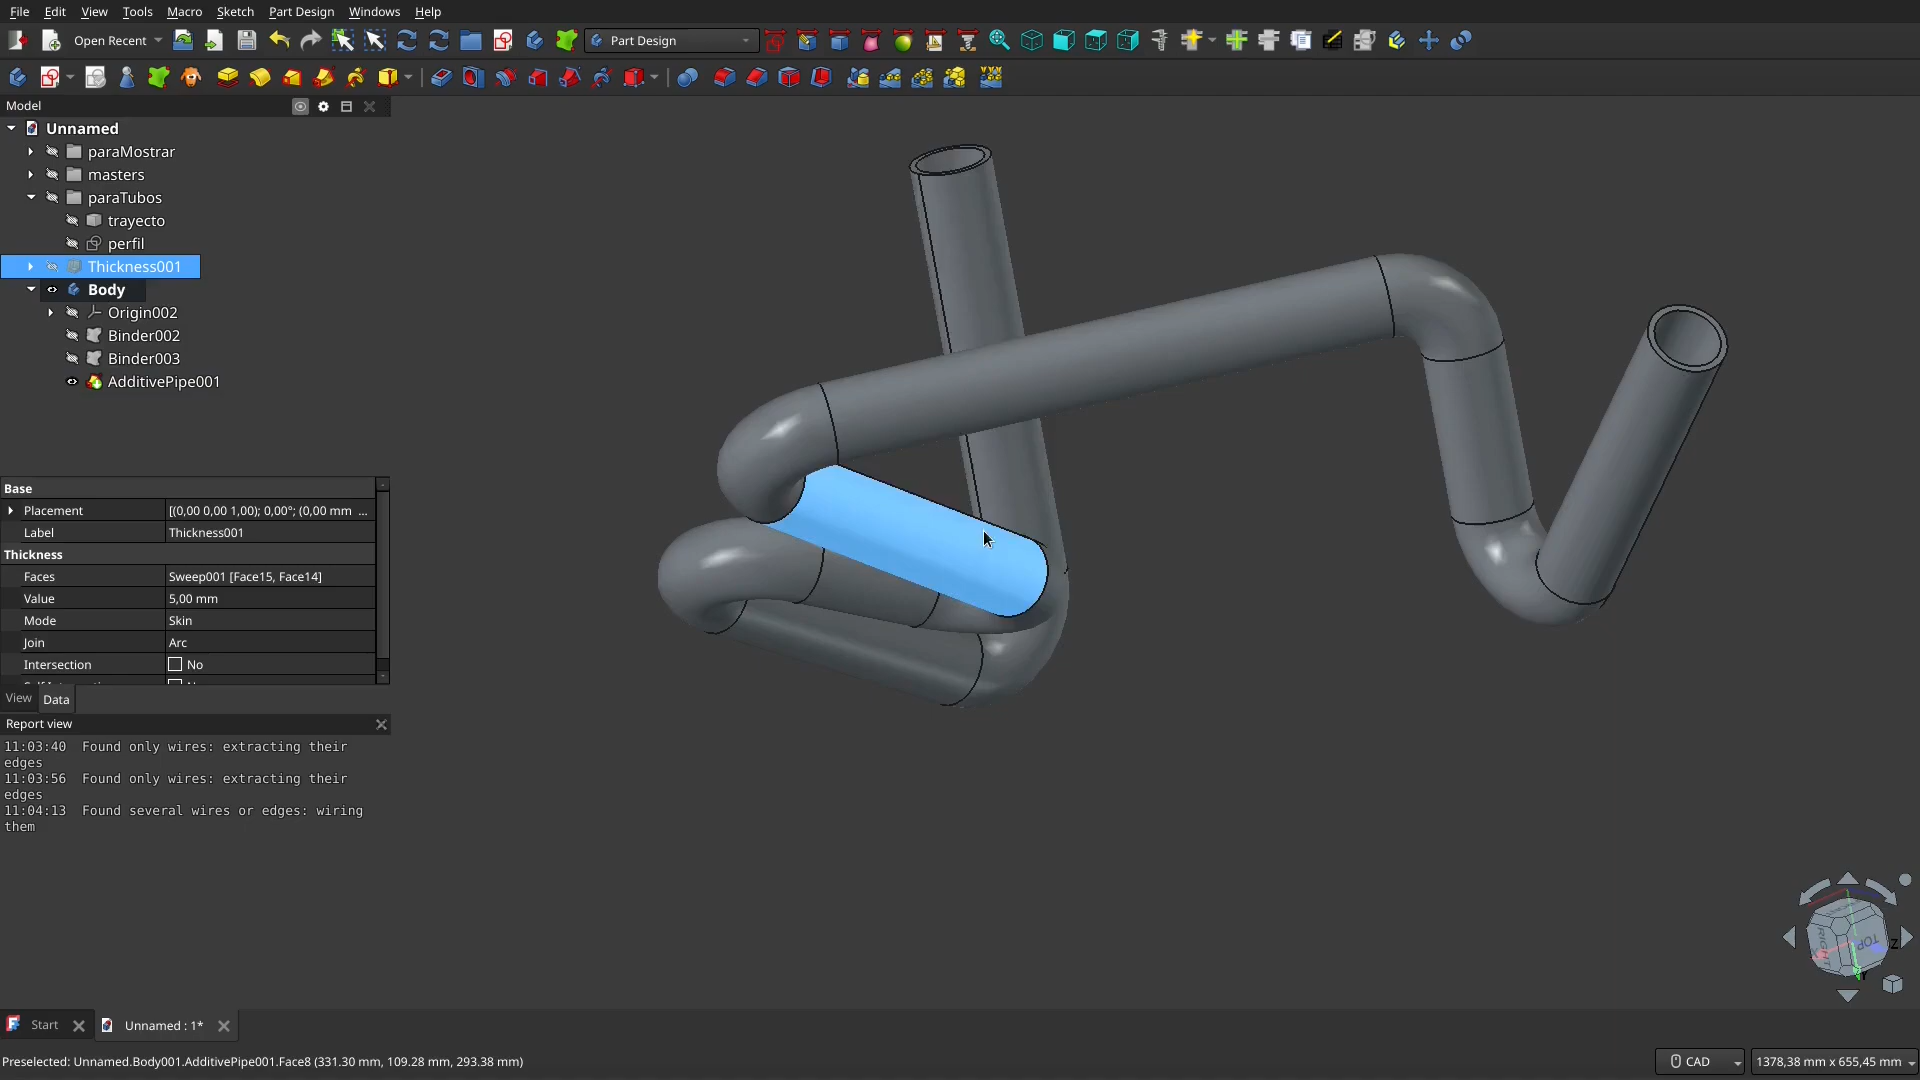 File Edit View Tools Macro Sketch Part Design Windows Help
Open Recent Part Design
Model
Unnamed
paraMostrar
masters
paraTubos
trayecto
perfil
Thickness001
Body
Origin002
Binder002
Binder003
AdditivePipe001
Base
Placement [(0,00 0,00 1,00); 0,00°; (0,00 mm ...
Label Thickness001
Thickness
Faces Sweep001 [Face15, Face14]
Value 5,00 mm
Mode Skin
Join Arc
Intersection No
View Data
Report view
11:03:40 Found only wires: extracting their
edges
11:03:56 Found only wires: extracting their
edges
11:04:13 Found several wires or edges: wiring
them
RIGHT TOP Z
Y
Start Unnamed : 1*
Preselected: Unnamed.Body001.AdditivePipe001.Face8 (331.30 mm, 109.28 mm, 293.38 mm) CAD 1378,38 mm x 655,45 mm